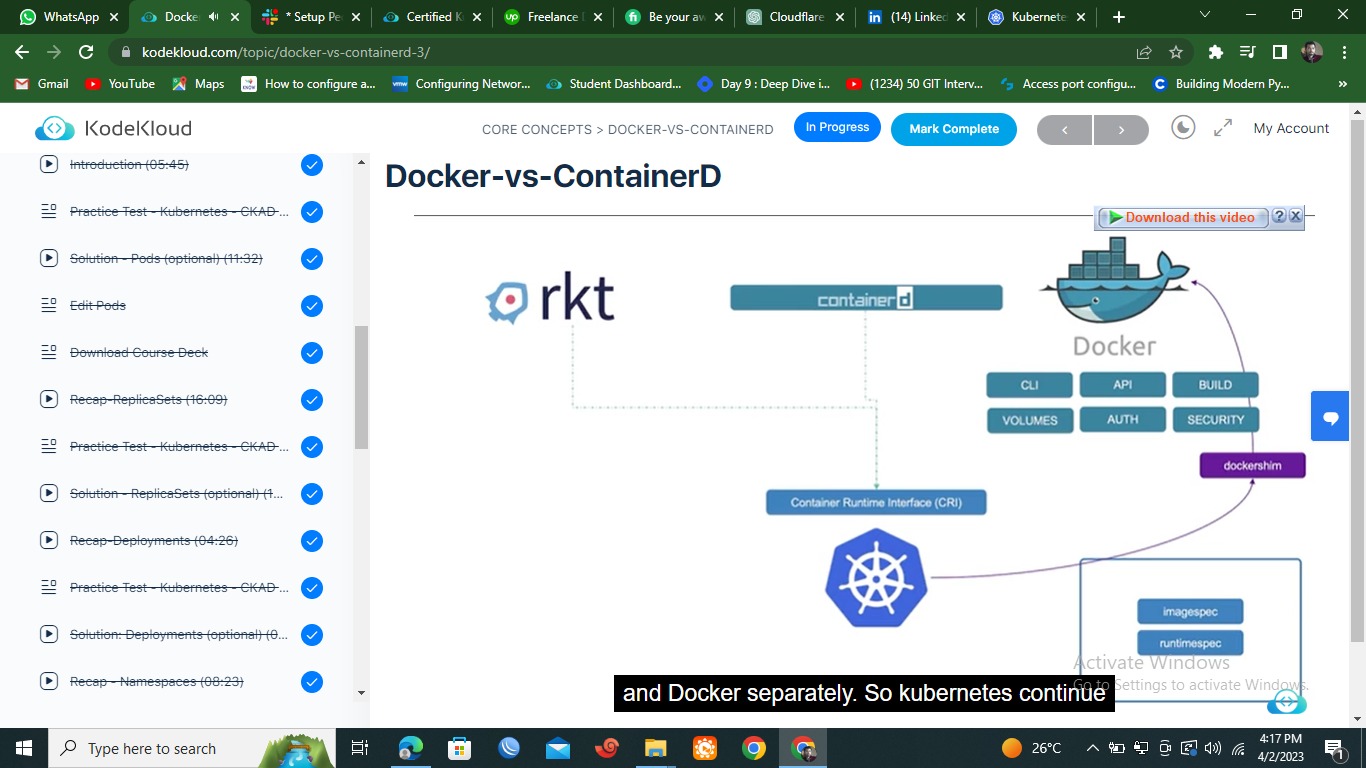 WhatsApp
Docke
* Setup Pe
Certified K
Freelance
Be your aw
Cloudflare
(14) Linked
Kubernete
kodekloud.com/topic/docker-vs-containerd-3/
Gmail
YouTube
Maps
How to configure a...
Configuring Networ...
Student Dashboard...
Day 9 : Deep Dive i...
(1234) 50 GIT Interv...
Access port configu...
Building Modern Py...
»
KodeKloud
CORE CONCEPTS > DOCKER-VS-CONTAINERD
In Progress
Mark Complete
<
>
My Account
Introduction (05:45)
Practice Test - Kubernetes - CKAD ...
Solution - Pods (optional) (11:32)
Edit Pods
Download Course Deck
Recap-ReplicaSets (16:09)
Practice Test - Kubernetes - CKAD ...
Solution - ReplicaSets (optional) (1...
Recap-Deployments (04:26)
Practice Test - Kubernetes - CKAD ...
Solution: Deployments (optional) (0...
Recap - Namespaces (08:23)
Docker-vs-ContainerD
Download this video
? X
rkt
containerd
Docker
CLI
API
BUILD
VOLUMES
AUTH
SECURITY
dockershim
Container Runtime Interface (CRI)
imagespec
runtimespec
Activate Windows
Go to Settings to activate Windows.
and Docker separately. So kubernetes continue
Type here to search
26°C
4:17 PM
4/2/2023
1